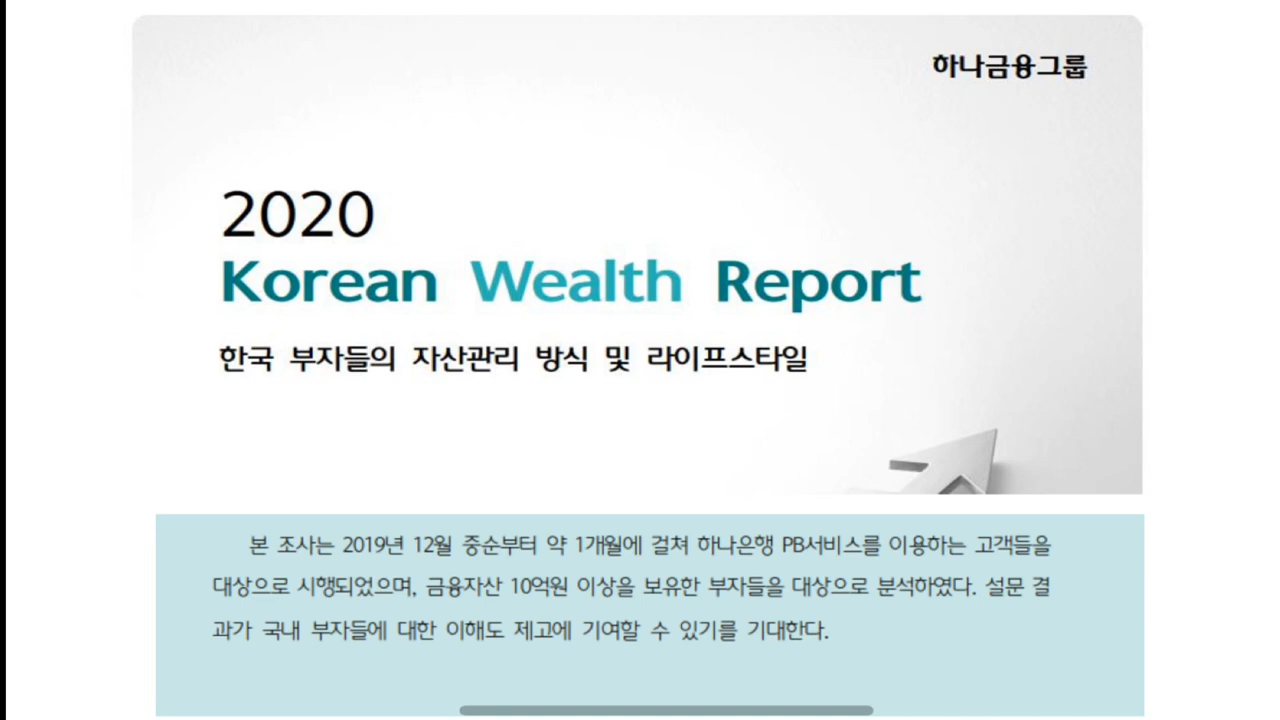 하나금융그룹
2020
Korean Wealth Report
한국 부자들의 자산관리 방식 및 라이프스타일
본 조사는 2019년 12월 중순부터 약 1개월에 걸쳐 하나은행 PB서비스를 이용하는 고객들을
대상으로 시행되었으며, 금융자산 10억원 이상을 보유한 부자들을 대상으로 분석하였다. 설문 결
과가 국내 부자들에 대한 이해도 제고에 기여할 수 있기를 기대한다.